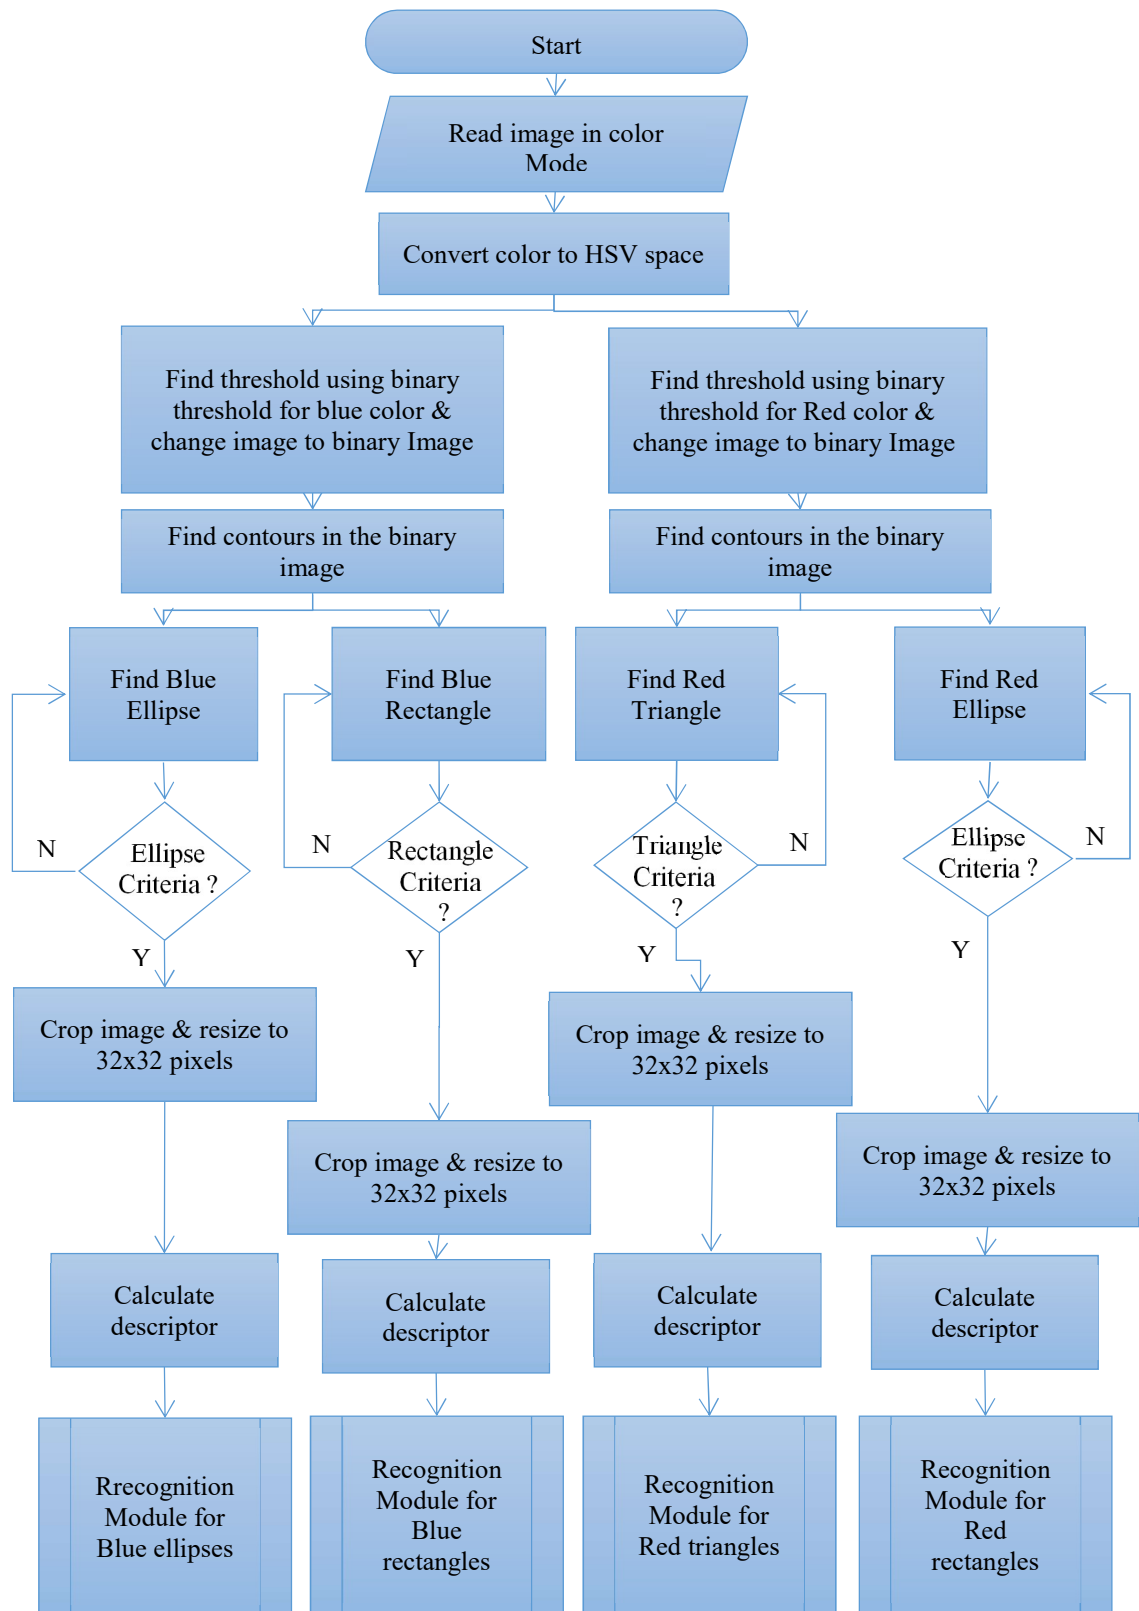 Start
Read image in color
Mode
Convert color to HSV space
Find threshold using binary
threshold for blue color &
change image to binary Image
Find threshold using binary
threshold for Red color &
change image to binary Image
Find contours in the binary
image
Find contours in the binary
image
Find Blue
Ellipse
Find Blue
Rectangle
Find Red
Triangle
Find Red
Ellipse
N
Ellipse
Criteria ?
N
Rectangle
Criteria
?
Triangle
Criteria
?
N
Ellipse
Criteria ?
N
Y
Y
Y
Y
Crop image & resize to
32x32 pixels
Crop image & resize to
32x32 pixels
Crop image & resize to
32x32 pixels
Crop image & resize to
32x32 pixels
Calculate
descriptor
Calculate
descriptor
Calculate
descriptor
Calculate
descriptor
Rrecognition
Module for
Blue ellipses
Recognition
Module for
Blue
rectangles
Recognition
Module for
Red triangles
Recognition
Module for
Red
rectangles